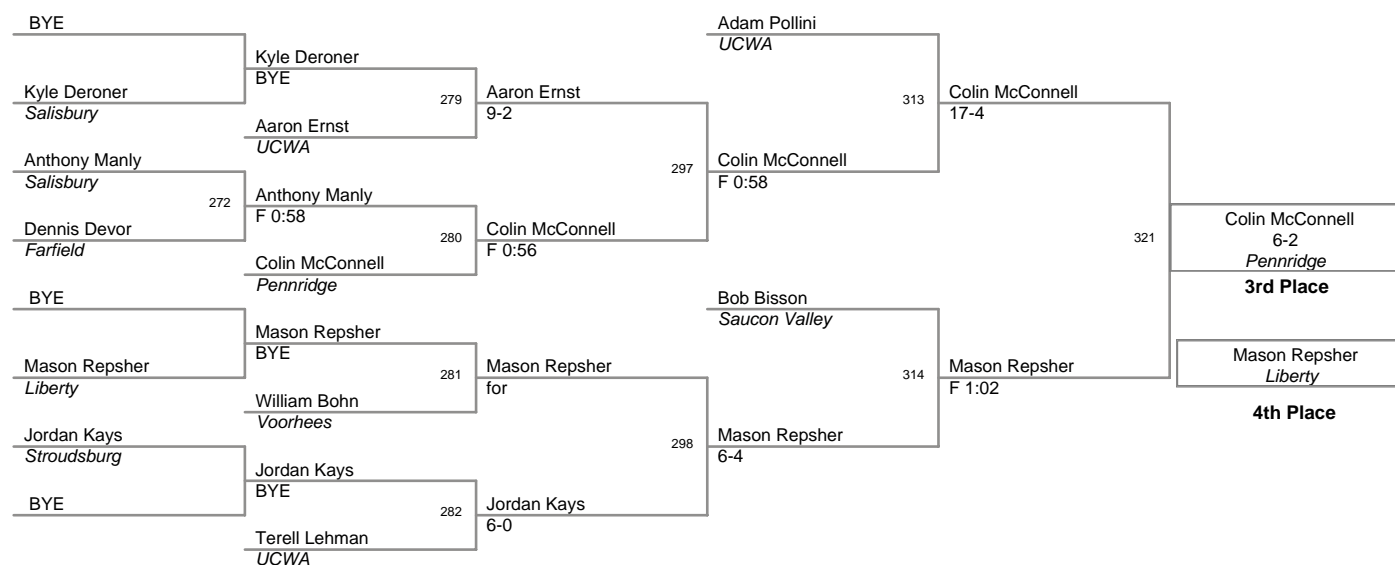 BYE
Kyle Deroner
Salisbury
Anthony Manly
Salisbury
272
Dennis Devor
Farfield
BYE
Mason Repsher
Liberty
Jordan Kays
Stroudsburg
BYE
Kyle Deroner
BYE
279
Aaron Ernst
UCWA
Anthony Manly
F 0:58
280
Colin McConnell
Pennridge
Mason Repsher
BYE
281
William Bohn
Voorhees
Jordan Kays
BYE
282
Terell Lehman
UCWA
Aaron Ernst
9-2
297
Colin McConnell
F 0:56
Mason Repsher
for
298
Jordan Kays
6-0
Adam Pollini
UCWA
313
Colin McConnell
F 0:58
Bob Bisson
Saucon Valley
314
Mason Repsher
6-4
Colin McConnell
17-4
321
Mason Repsher
F 1:02
Colin McConnell
6-2
Pennridge
3rd Place
Mason Repsher
Liberty
4th Place